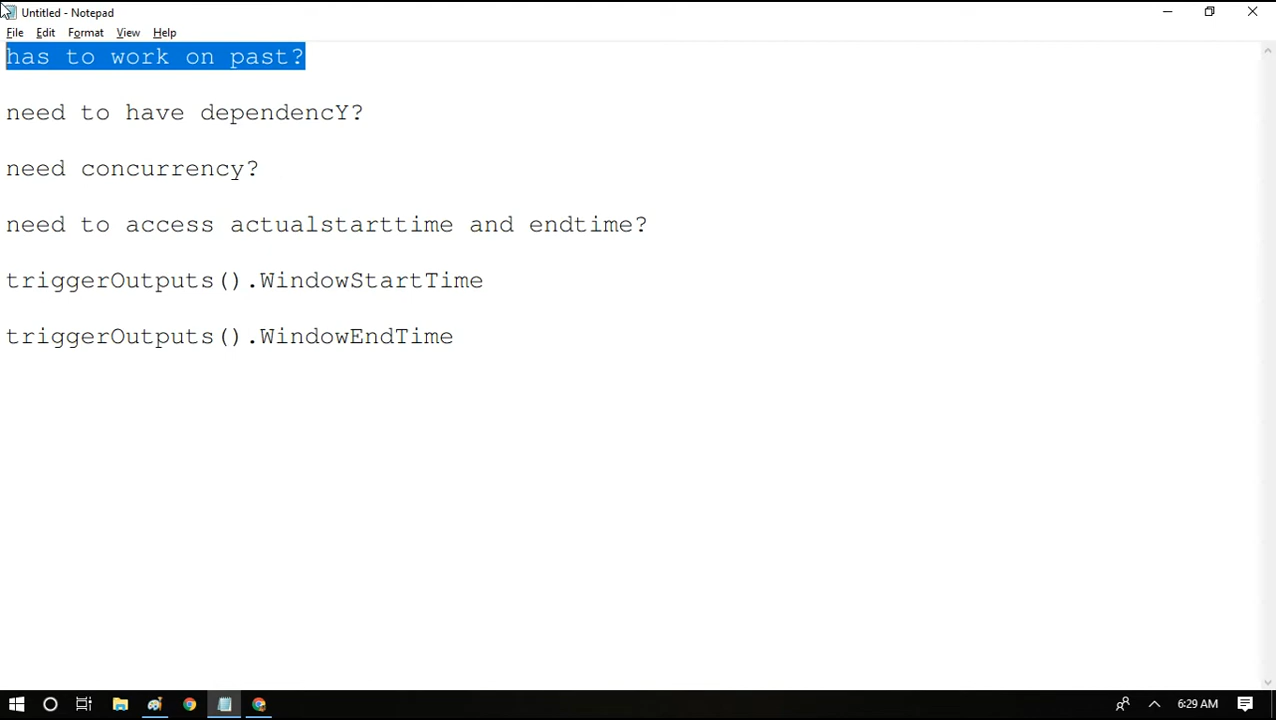 Untitled - Notepad
File Edit Format View Help
has to work on past?
need to have dependencY?
need concurrency?
need to access actualstarttime and endtime?
triggerOutputs().WindowStartTime
triggerOutputs().WindowEndTime
6:29 AM